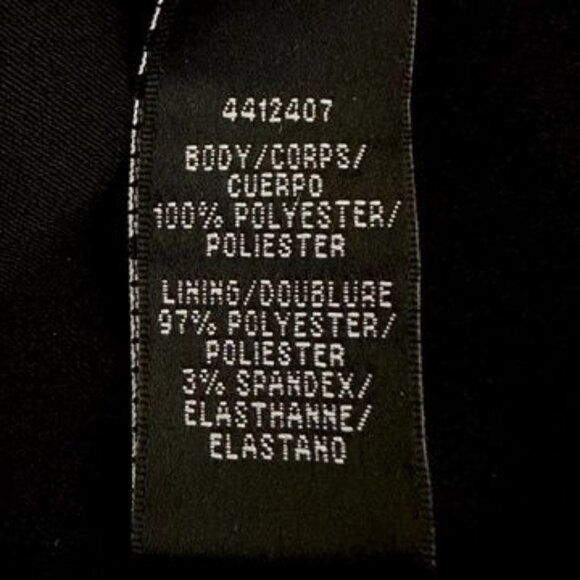 4412407
BODY/CORPS/
CUERPO
100% POLYESTER/
POLIESTER
LINING/DOUBLURE
97% POLYESTER/
POLIESTER
3% SPANDEX/
ELASTHANNE/
ELASTANO